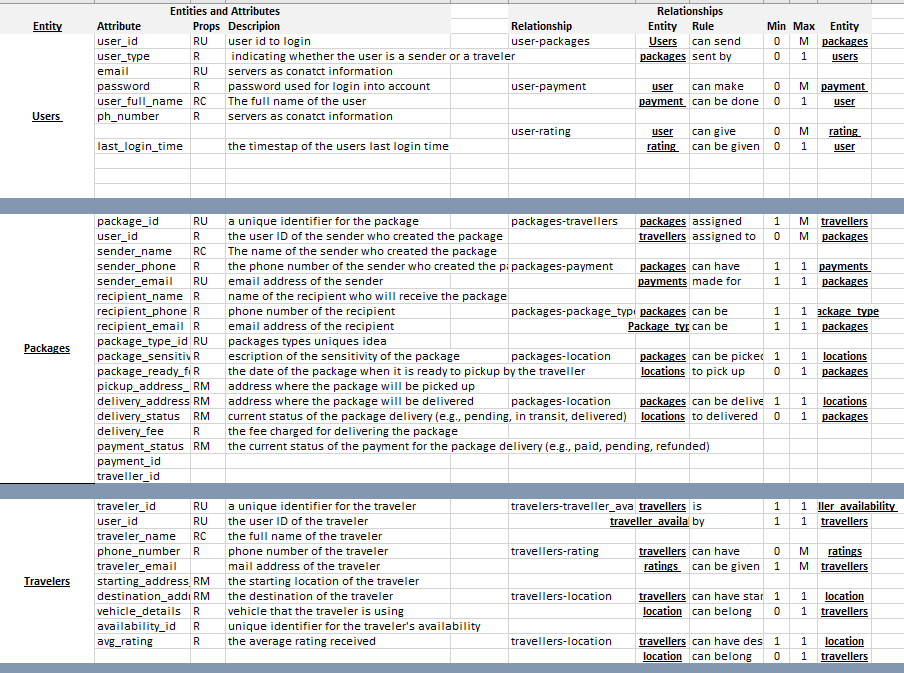 Entities and Attributes Relationships
Entity Attribute Props Descripion Relationship Entity Rule Min Max Entity
user_id RU user id to login user-packages Users can send 0 M packages
user_type R indicating whether the user is a sender or a traveler packages sent by 0 1 users
email RU servers as conatct information
password R password used for login into account user-payment user can make 0 M payment
user_full_name RC The full name of the user payment can be done 0 1 user
Users ph_number R servers as conatct information
user-rating user can give 0 M rating
last_login_time the timestap of the users last login time rating can be given 0 1 user
package_id RU a unique identifier for the package packages-travellers packages assigned 1 M travellers
user_id R the user ID of the sender who created the package travellers assigned to 0 M packages
sender_name RC The name of the sender who created the package
sender_phone R the phone number of the sender who created the pa packages-payment packages can have 1 1 payments
sender_email RU email address of the sender payments made for 1 1 packages
recipient_name R name of the recipient who will receive the package
recipient_phone R phone number of the recipient packages-package_type packages can be 1 1 ackage_type
recipient_email R email address of the recipient Package_typ can be 1 1 packages
package_type_id RU packages types uniques idea
Packages package_sensitiv R escription of the sensitivity of the package packages-location packages can be picked 1 1 locations
package_ready_f R the date of the package when it is ready to pickup by the traveller locations to pick up 0 1 packages
pickup_address_ RM address where the package will be picked up
delivery_address RM address where the package will be delivered packages-location packages can be delive 1 1 locations
delivery_status RM current status of the package delivery (e.g., pending, in transit, delivered) locations to delivered 0 1 packages
delivery_fee R the fee charged for delivering the package
payment_status RM the current status of the payment for the package delivery (e.g., paid, pending, refunded)
payment_id
traveller_id
traveler_id RU a unique identifier for the traveler travelers-traveller_ava travellers is 1 1 ller_availability
user_id RU the user ID of the traveler traveller_availa by 1 1 travellers
traveler_name RC the full name of the traveler
phone_number R phone number of the traveler travellers-rating travellers can have 0 M ratings
traveler_email mail address of the traveler ratings can be given 1 M travellers
Travelers starting_address_ RM the starting location of the traveler
destination_addr RM the destination of the traveler travellers-location travellers can have star 1 1 location
vehicle_details R vehicle that the traveler is using location can belong 0 1 travellers
availability_id R unique identifier for the traveler's availability
avg_rating R the average rating received travellers-location travellers can have des 1 1 location
location can belong 0 1 travellers